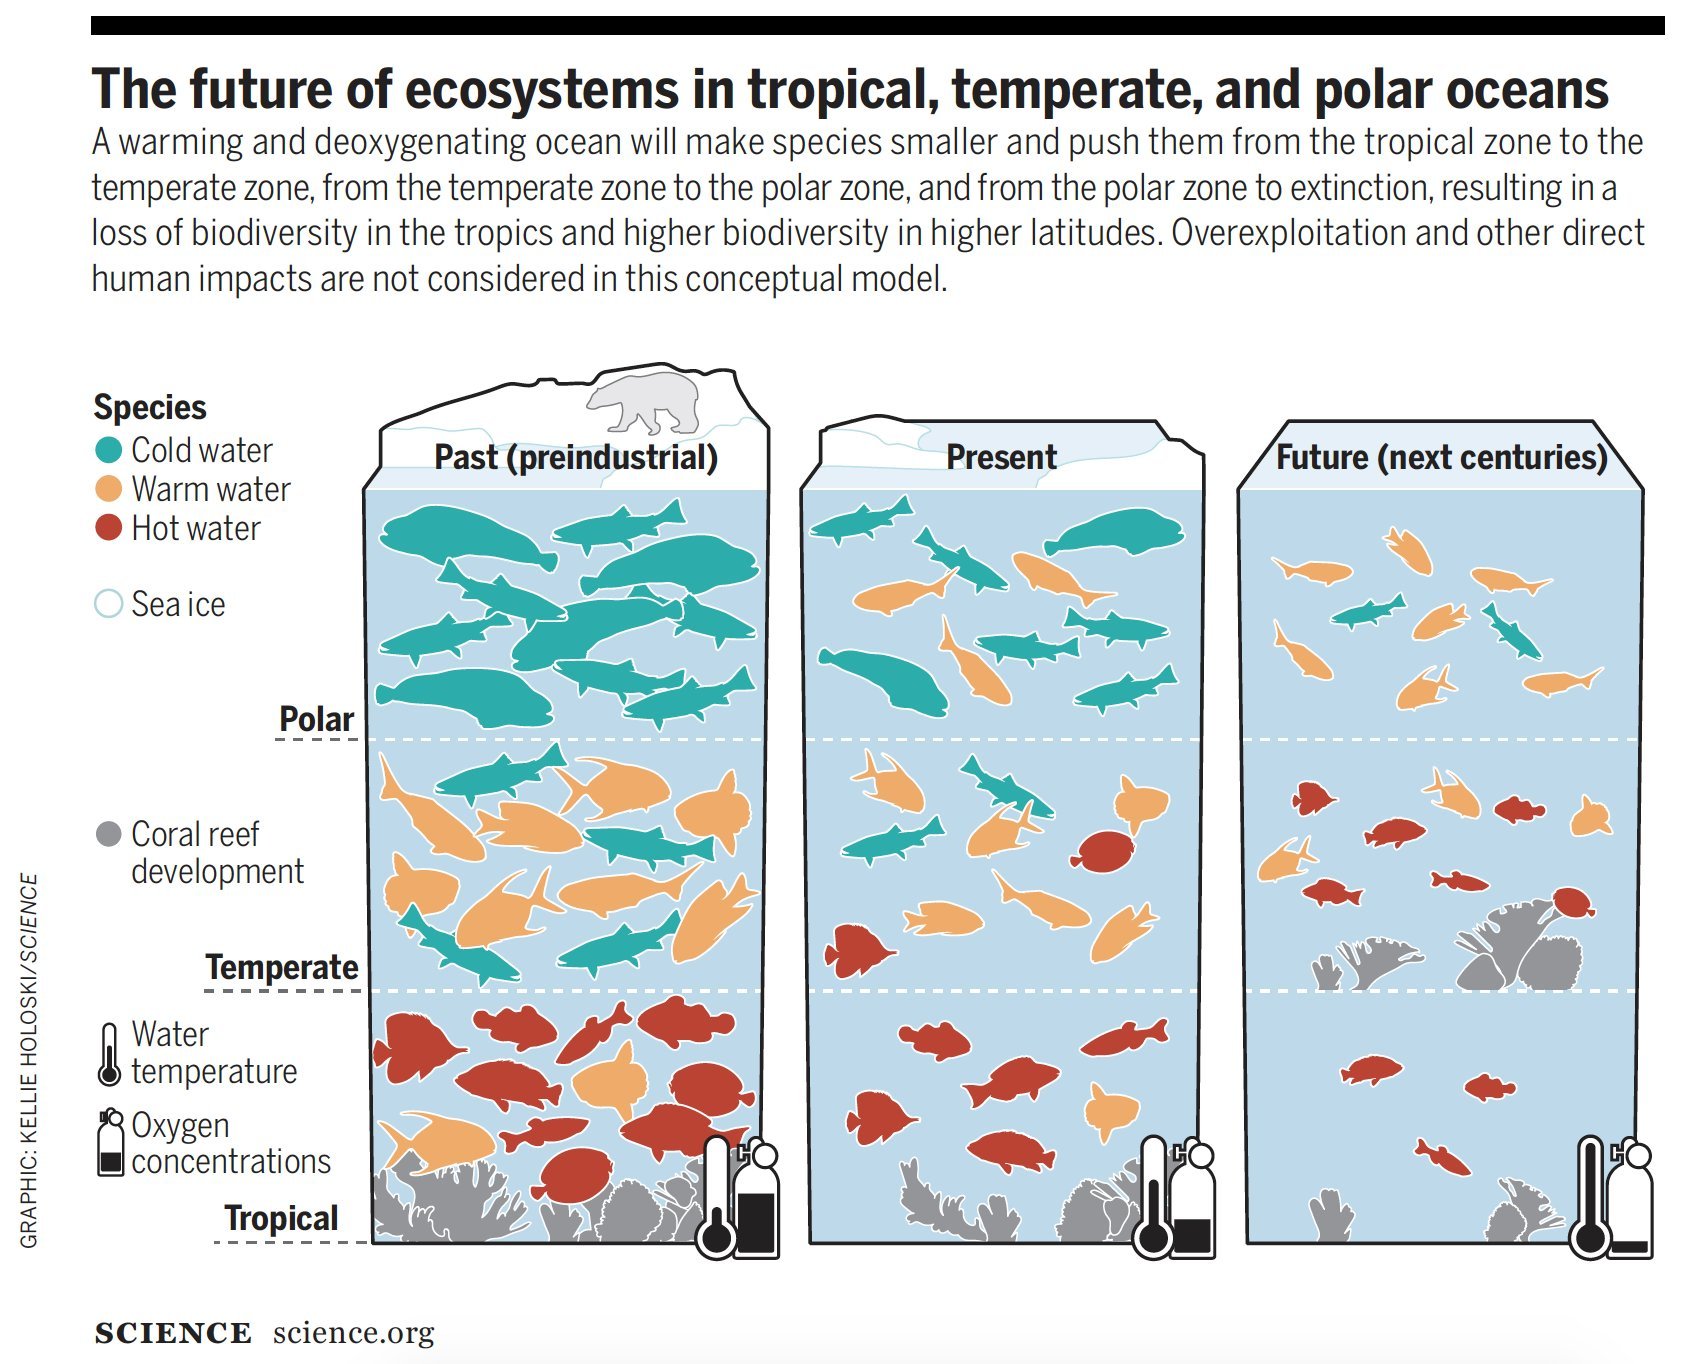 The future of ecosystems in tropical, temperate, and polar oceans
A warming and deoxygenating ocean will make species smaller and push them from the tropical zone to the
temperate zone, from the temperate zone to the polar zone, and from the polar zone to extinction, resulting in a
loss of biodiversity in the tropics and higher biodiversity in higher latitudes. Overexploitation and other direct
human impacts are not considered in this conceptual model.
Species
Cold water
Warm water
Hot water
Sea ice
Coral reef
development
Water
temperature
Oxygen
concentrations
Past (preindustrial)
Present
Future (next centuries)
Polar
Temperate
Tropical
GRAPHIC: KELLIE HOLOSKI/SCIENCE
SCIENCE science.org